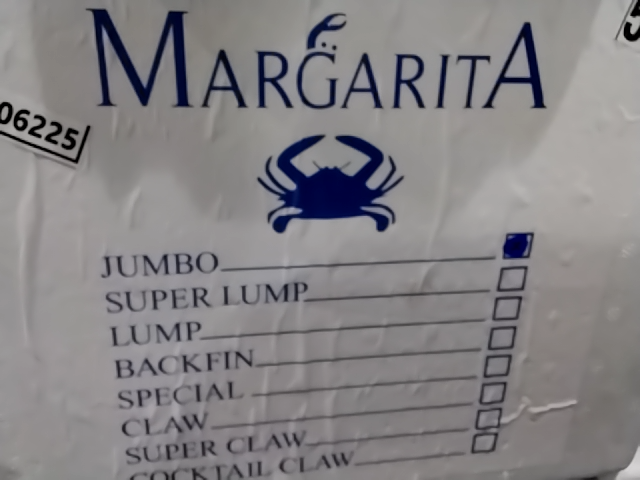 MARGARITA
06225
JUMBO
SUPER LUMP
LUMP
BACKFIN
SPECIAL
CLAW
SUPER CLAW
COCKTAIL CLAW